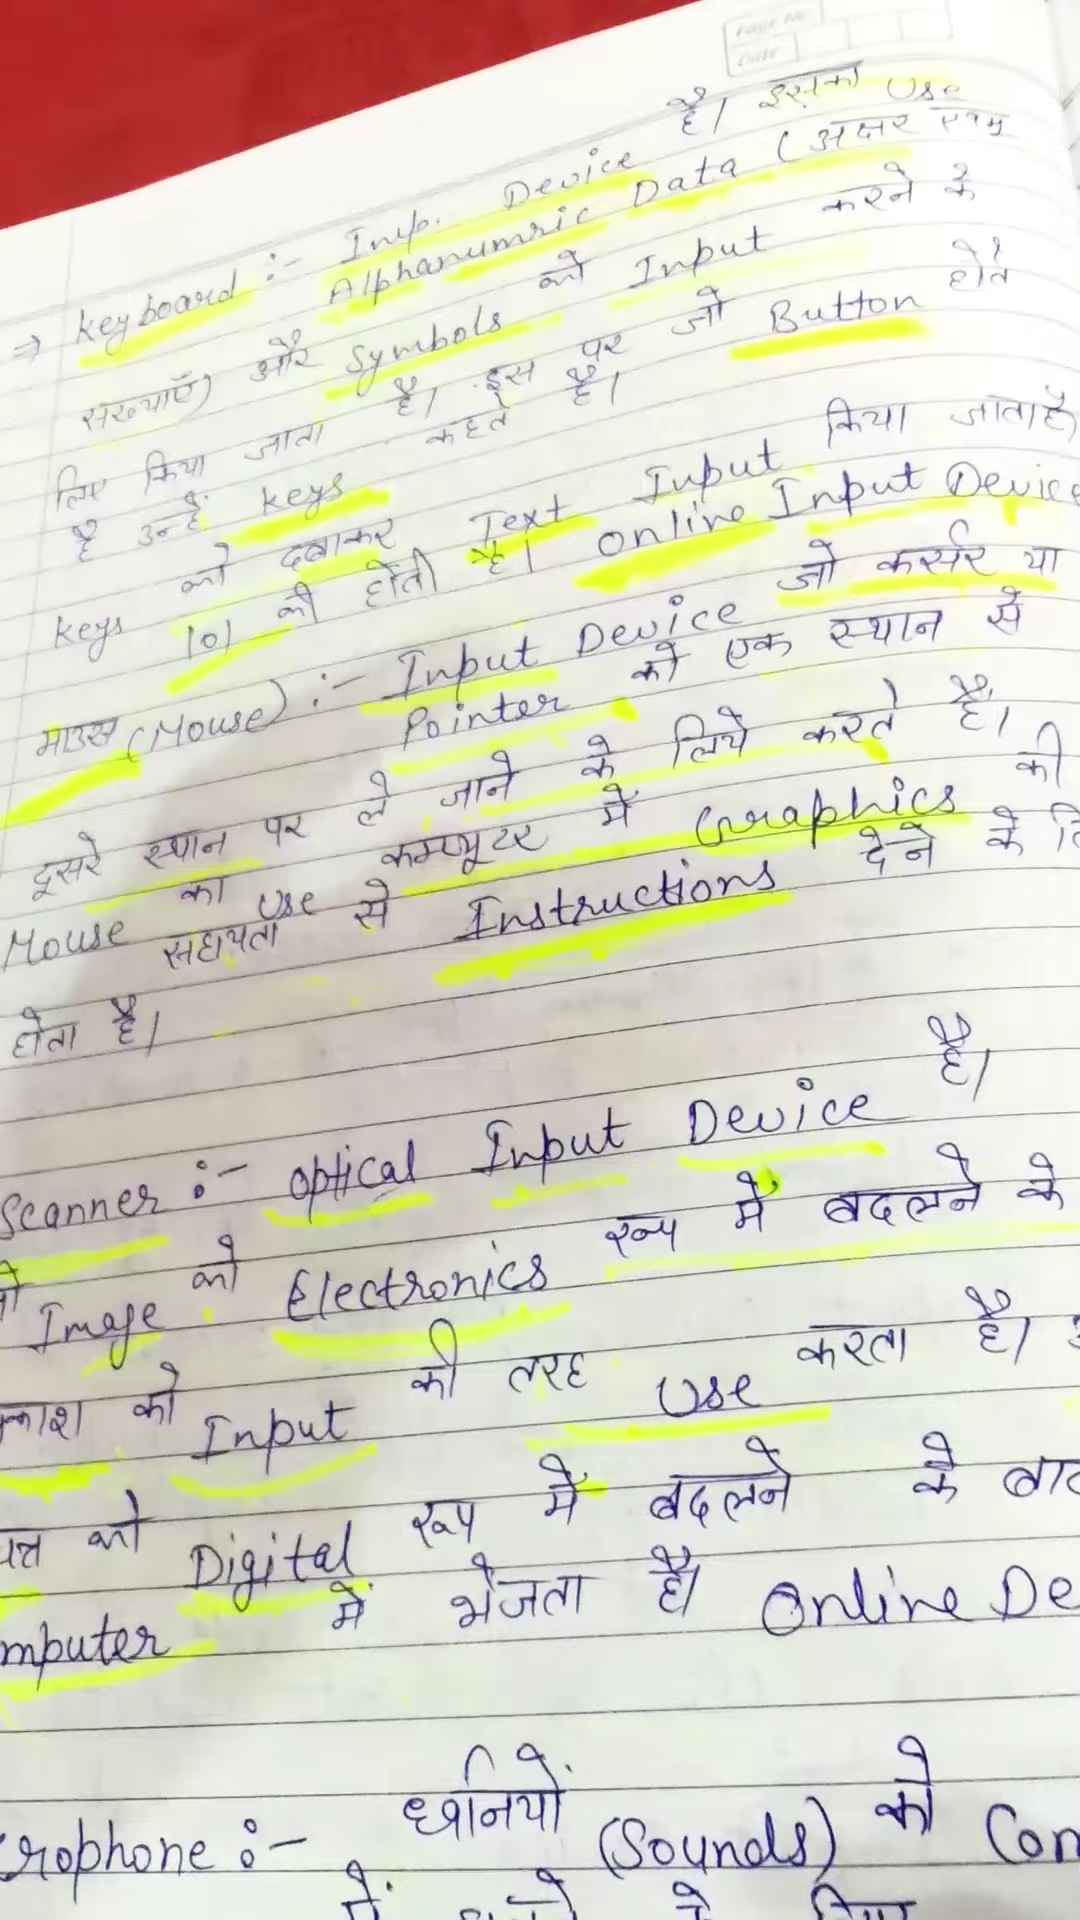 Page No.
Date
⇒ Keyboard :- Inp. Device है। इसका Use
Alphanumric Data (अक्षर एवम्
संख्याएँ) और Symbols को Input करने के
लिए किया जाता है। इस पर जो Button होते
है उन्हें Keys कहते है।
Keys को दबाकर Text Input किया जाता है
101 की होती है। Online Input Device
माउस (Mouse) :- Input Device जो कर्सर या
Pointer को एक स्थान से
दूसरे स्थान पर ले जाने के लिये करते है।
Mouse का Use कम्प्यूटर में Graphics की
सहायता से Instructions देने के लि
होता है।
Scanner :- Optical Input Device है।
Image को Electronics रूप में बदलने के
काश को Input की तरह Use करता है।
को Digital रूप में बदलने के बाद
mputer में भेजता है। Online De
rophone :- ध्वनियों (Sounds) को Com